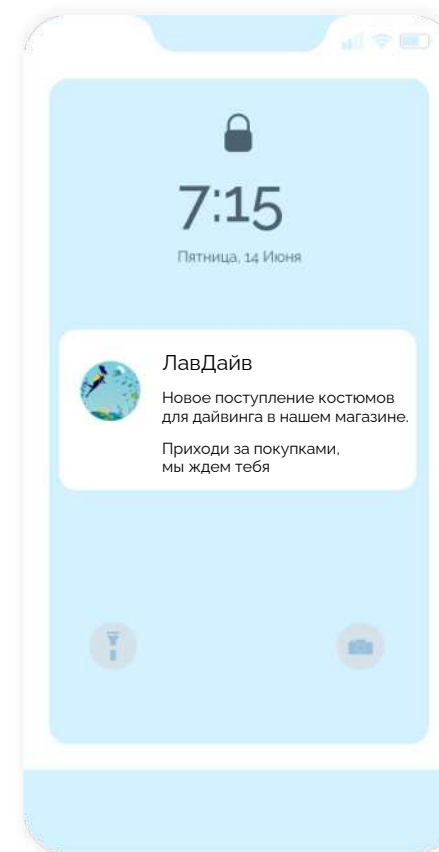 7:15
Пятница, 14 Июня
ЛавДайв
Новое поступление костюмов
для дайвинга в нашем магазине.
Приходи за покупками,
мы ждем тебя